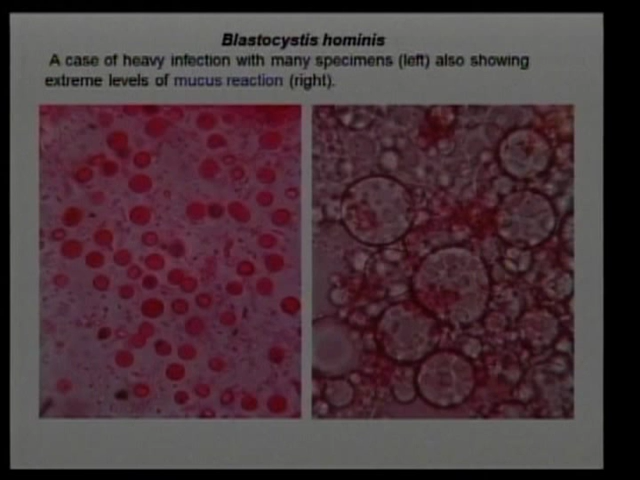 Blastocystis hominis
A case of heavy infection with many specimens (left) also showing
extreme levels of mucus reaction (right).